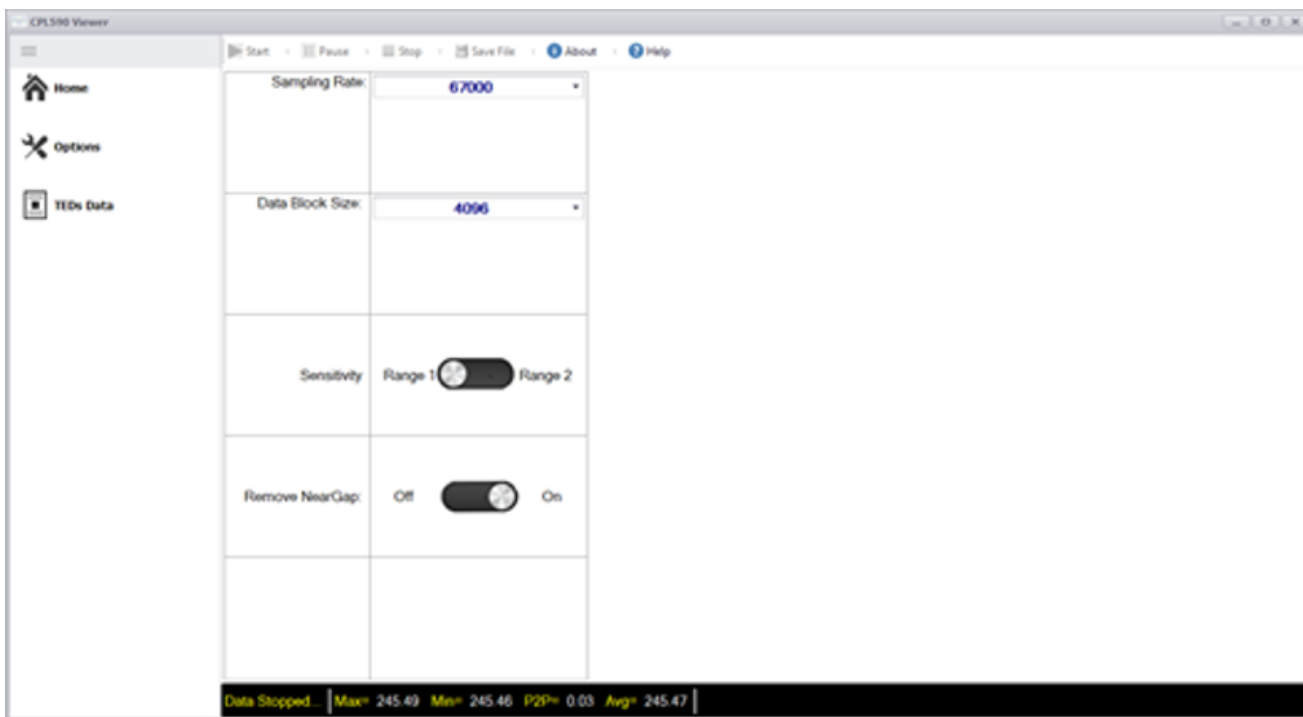 CPL590 Viewer
Start Pause Stop Save File About Help
Home
Options
TEDs Data
Sampling Rate: 67000
Data Block Size: 4096
Sensitivity Range 1 Range 2
Remove NearGap: Off On
Data Stopped... Max= 245.49 Min= 245.46 P2P= 0.03 Avg= 245.47